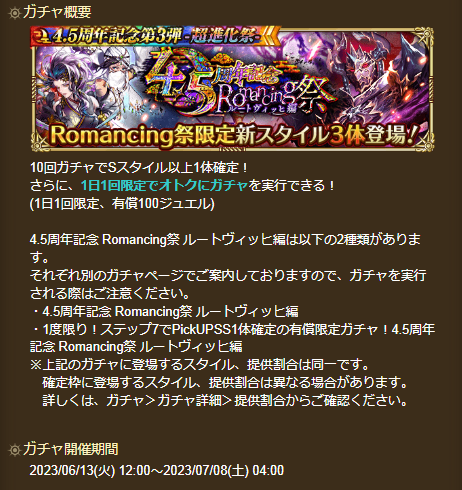 ガチャ概要
4.5周年記念第3弾 -超進化祭-
4.5周年記念 Romancing祭
ルートヴィッヒ編
Romancing祭限定新スタイル3体登場!
10回ガチャでSスタイル以上1体確定！
さらに、1日1回限定でオトクにガチャを実行できる！
(1日1回限定、有償100ジュエル)
4.5周年記念 Romancing祭 ルートヴィッヒ編は以下の2種類がありま
す。
それぞれ別のガチャページでご案内しておりますので、ガチャを実行
される際はご注意ください。
・4.5周年記念 Romancing祭 ルートヴィッヒ編
・1度限り！ステップ7でPickUPSS1体確定の有償限定ガチャ！4.5周年
記念 Romancing祭 ルートヴィッヒ編
※上記のガチャに登場するスタイル、提供割合は同一です。
確定枠に登場するスタイル、提供割合は異なる場合があります。
詳しくは、ガチャ＞ガチャ詳細＞提供割合からご確認ください。
ガチャ開催期間
2023/06/13(火) 12:00～2023/07/08(土) 04:00